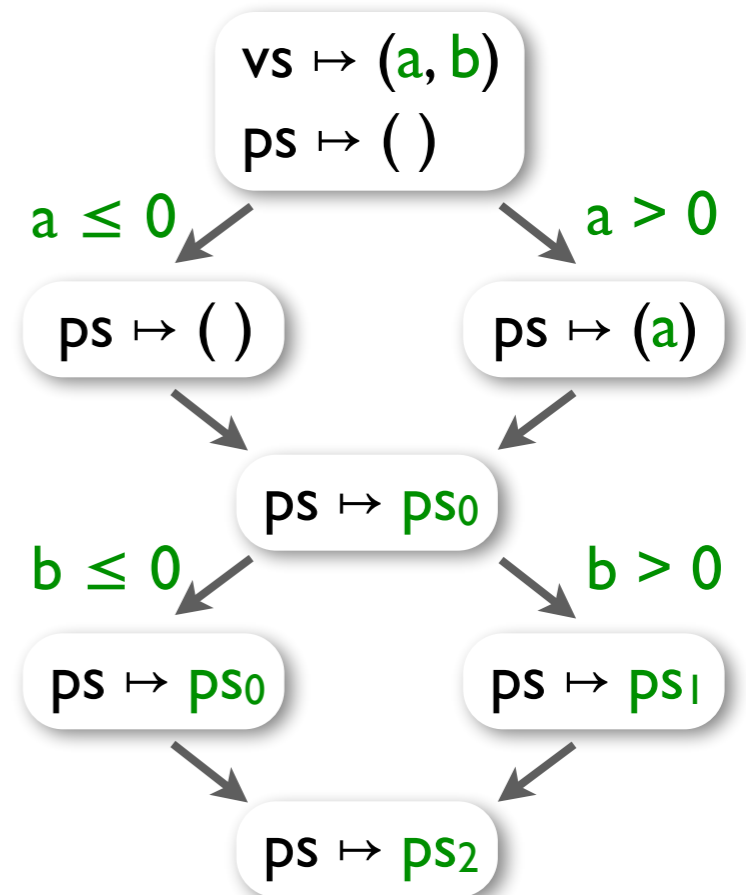 vs ↦ (a, b)
ps ↦ ( )
a ≤ 0
a > 0
ps ↦ ( )
ps ↦ (a)
ps ↦ ps₀
b ≤ 0
b > 0
ps ↦ ps₀
ps ↦ ps₁
ps ↦ ps₂